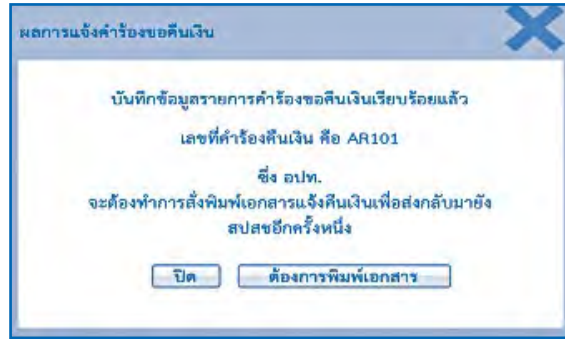 ผลการแจ้งคำร้องขอคืนเงิน
บันทึกข้อมูลรายการคำร้องขอคืนเงินเรียบร้อยแล้ว
เลขที่คำร้องคืนเงิน คือ AR101
ซึ่ง อปท.
จะต้องทำการสั่งพิมพ์เอกสารแจ้งคืนเงินเพื่อส่งกลับมายัง
สปสชอีกครั้งหนึ่ง
ปิด
ต้องการพิมพ์เอกสาร